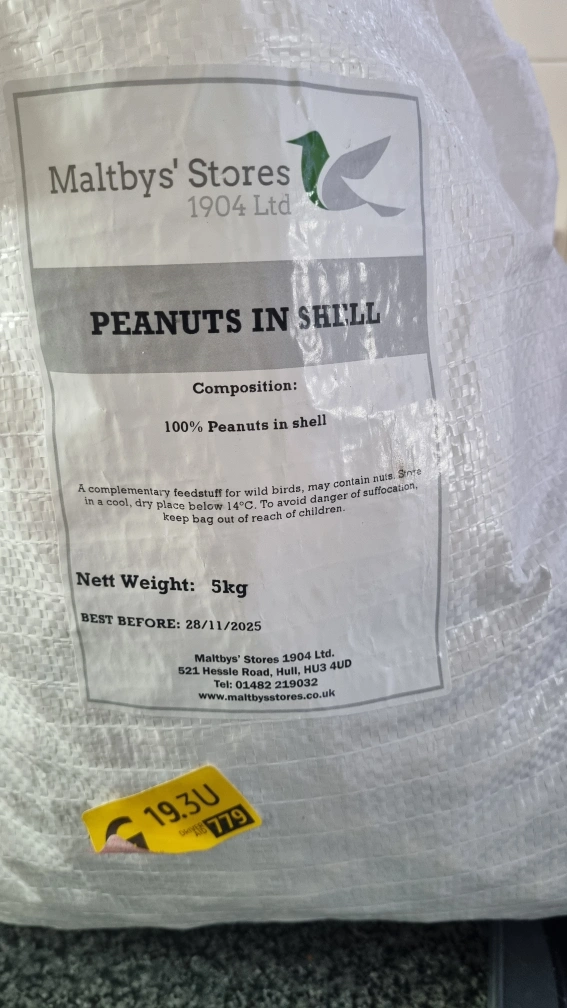 Maltbys' Stores
1904 Ltd
PEANUTS IN SHELL
Composition:
100% Peanuts in shell
A complementary feedstuff for wild birds, may contain nuts. Store
in a cool, dry place below 14°C. To avoid danger of suffocation,
keep bag out of reach of children.
Nett Weight: 5kg
BEST BEFORE: 28/11/2025
Maltbys' Stores 1904 Ltd.
521 Hessle Road, Hull, HU3 4UD
Tel: 01482 219032
www.maltbysstores.co.uk
19.3U
779